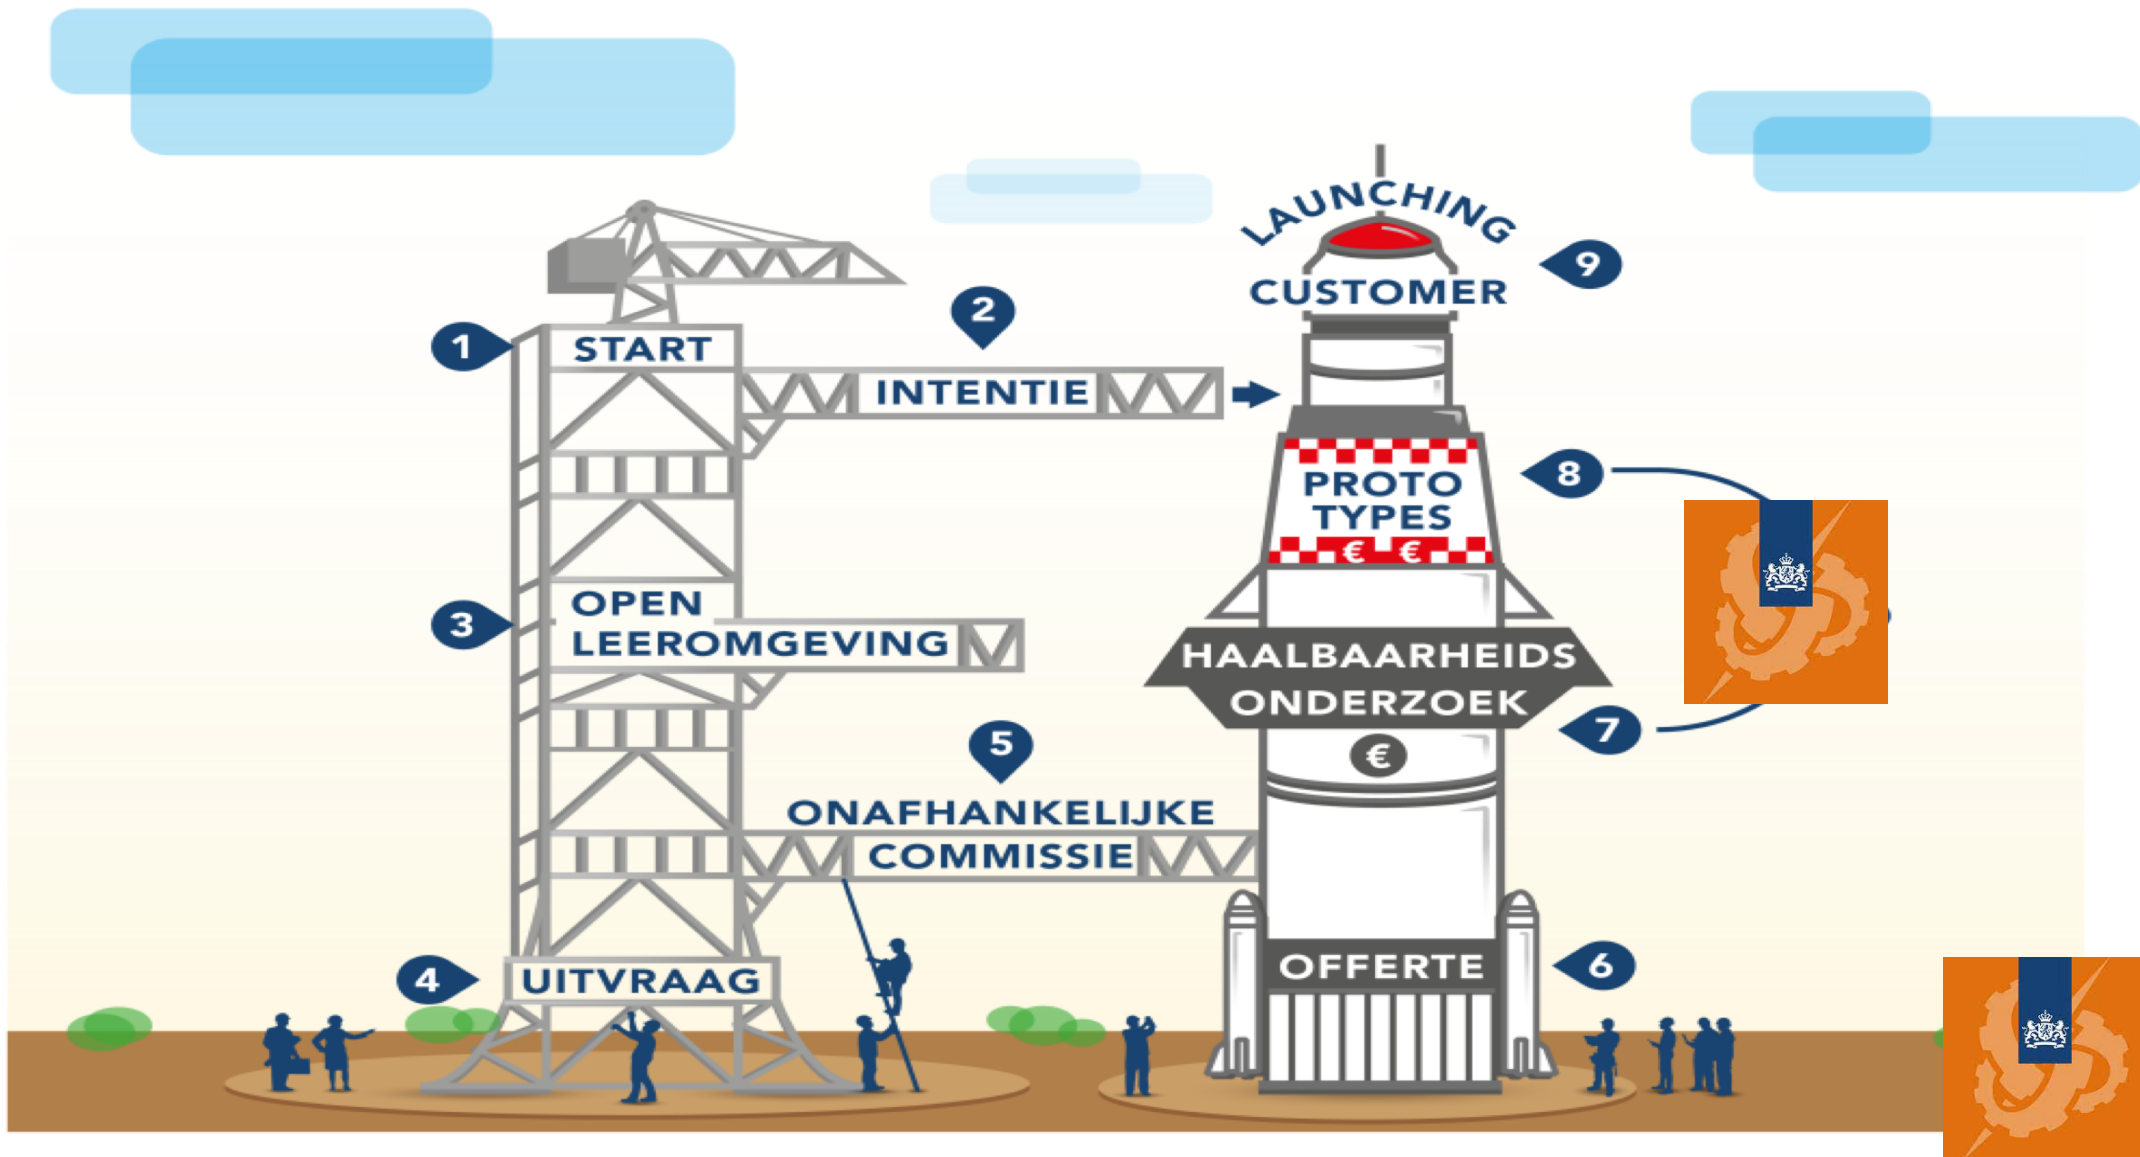 1
START
2
INTENTIE
3
OPEN
LEEROMGEVING
4
UITVRAAG
5
ONAFHANKELIJKE
COMMISSIE
6
OFFERTE
7
HAALBAARHEIDS
ONDERZOEK
€
8
PROTO
TYPES
€ €
9
LAUNCHING
CUSTOMER